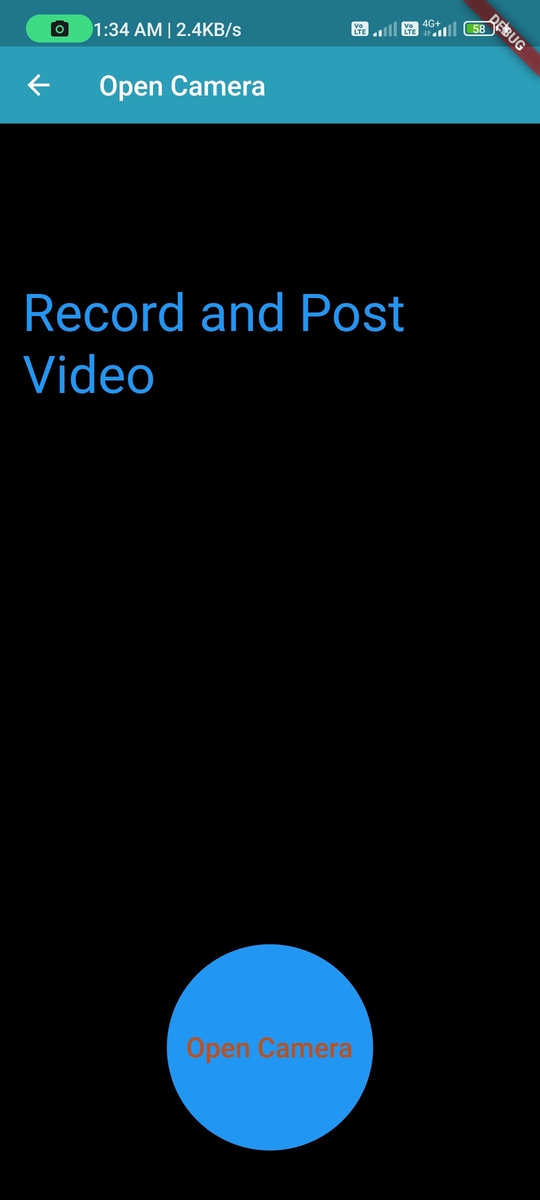 1:34 AM | 2.4KB/s
Vo
LTE
Vo
LTE
4G+
58
DEBUG
Open Camera
Record and Post
Video
Open Camera